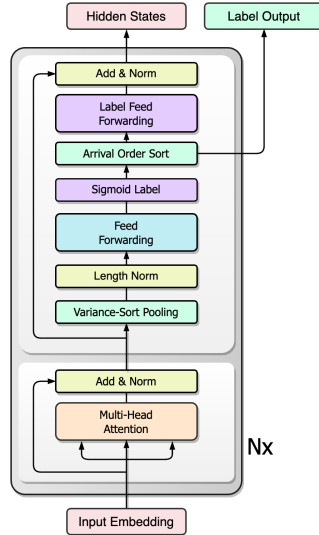 Hidden States
Label Output
Add & Norm
Label Feed
Forwarding
Arrival Order Sort
Sigmoid Label
Feed
Forwarding
Length Norm
Variance-Sort Pooling
Add & Norm
Multi-Head
Attention
Nx
Input Embedding